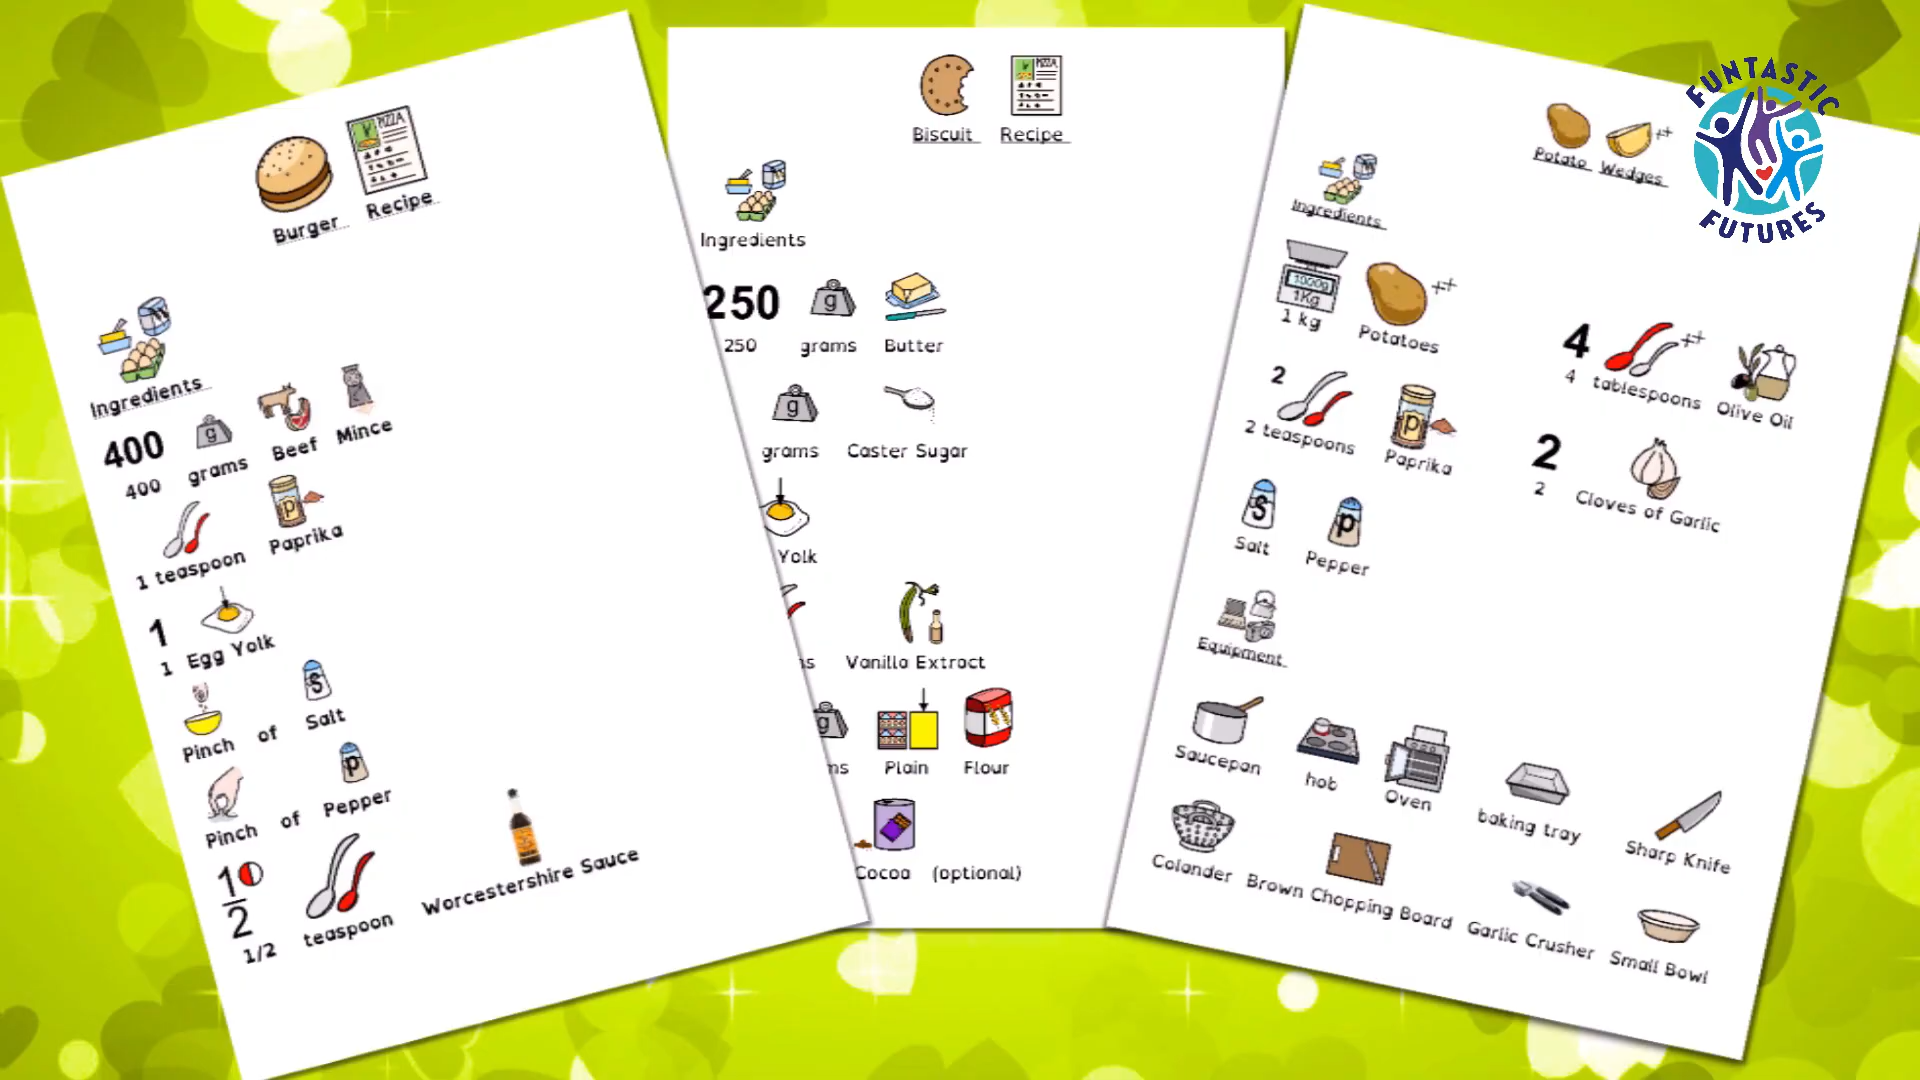 Burger Recipe
Ingredients
400 g
400 grams Beef Mince
P
1 teaspoon Paprika
1
1 Egg Yolk
S
Pinch of Salt
P
Pinch of Pepper
1
2
1/2 teaspoon Worcestershire Sauce
PIZZA
Biscuit Recipe
Ingredients
250 g
250 grams Butter
g
grams Caster Sugar
Yolk
Vanilla Extract
g
Plain Flour
Cocoa (optional)
Potato Wedges
Ingredients
1000g
1Kg
1 kg Potatoes
4
4 tablespoons Olive Oil
2
2 teaspoons Paprika
2
2 Cloves of Garlic
S P
Salt Pepper
Equipment
Saucepan hob Oven baking tray Sharp Knife
Colander Brown Chopping Board Garlic Crusher Small Bowl
FUNTASTIC
FUTURES